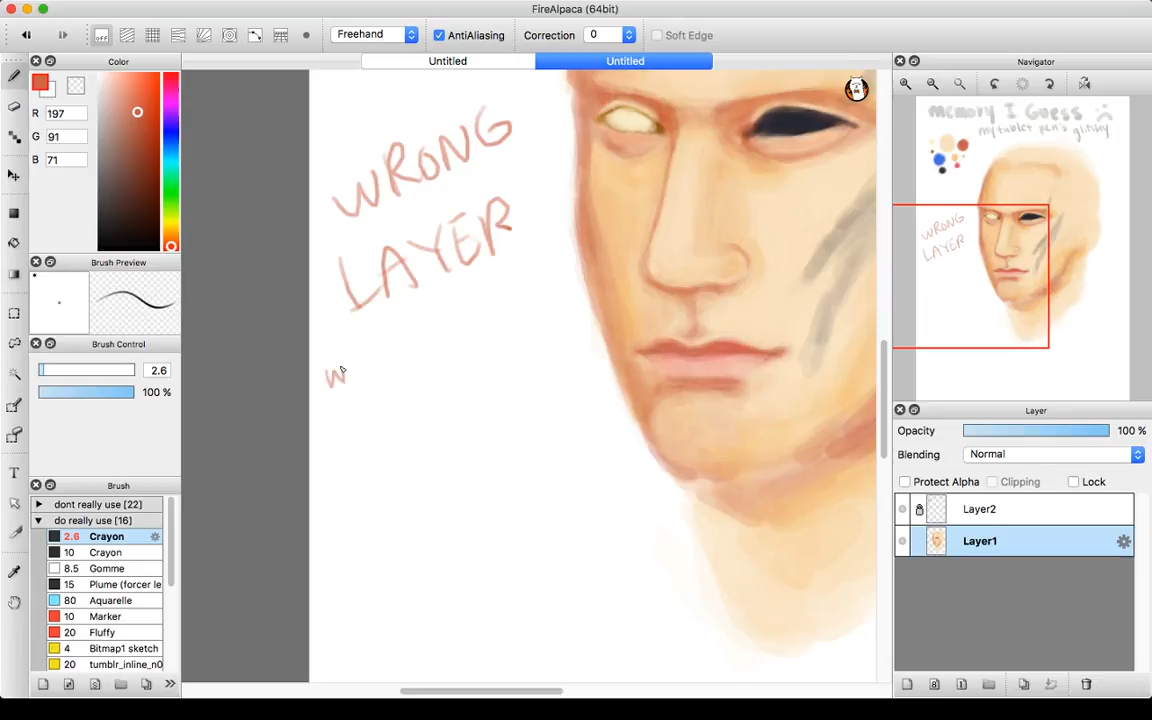 FireAlpaca (64bit)
off Freehand AntiAliasing Correction 0 Soft Edge
Color Untitled Untitled Navigator
R 197
G 91
B 71
memory I Guess
my tablet pen's glitchy
WRONG
LAYER
WRONG
LAYER
w
Brush Preview
Brush Control
2.6
100 %
Brush
dont really use [22]
do really use [16]
2.6 Crayon
10 Crayon
8.5 Gomme
15 Plume (forcer le
80 Aquarelle
10 Marker
20 Fluffy
4 Bitmap1 sketch
20 tumblr_inline_n0
Layer
Opacity 100 %
Blending Normal
Protect Alpha Clipping Lock
Layer2
Layer1
T
8 1